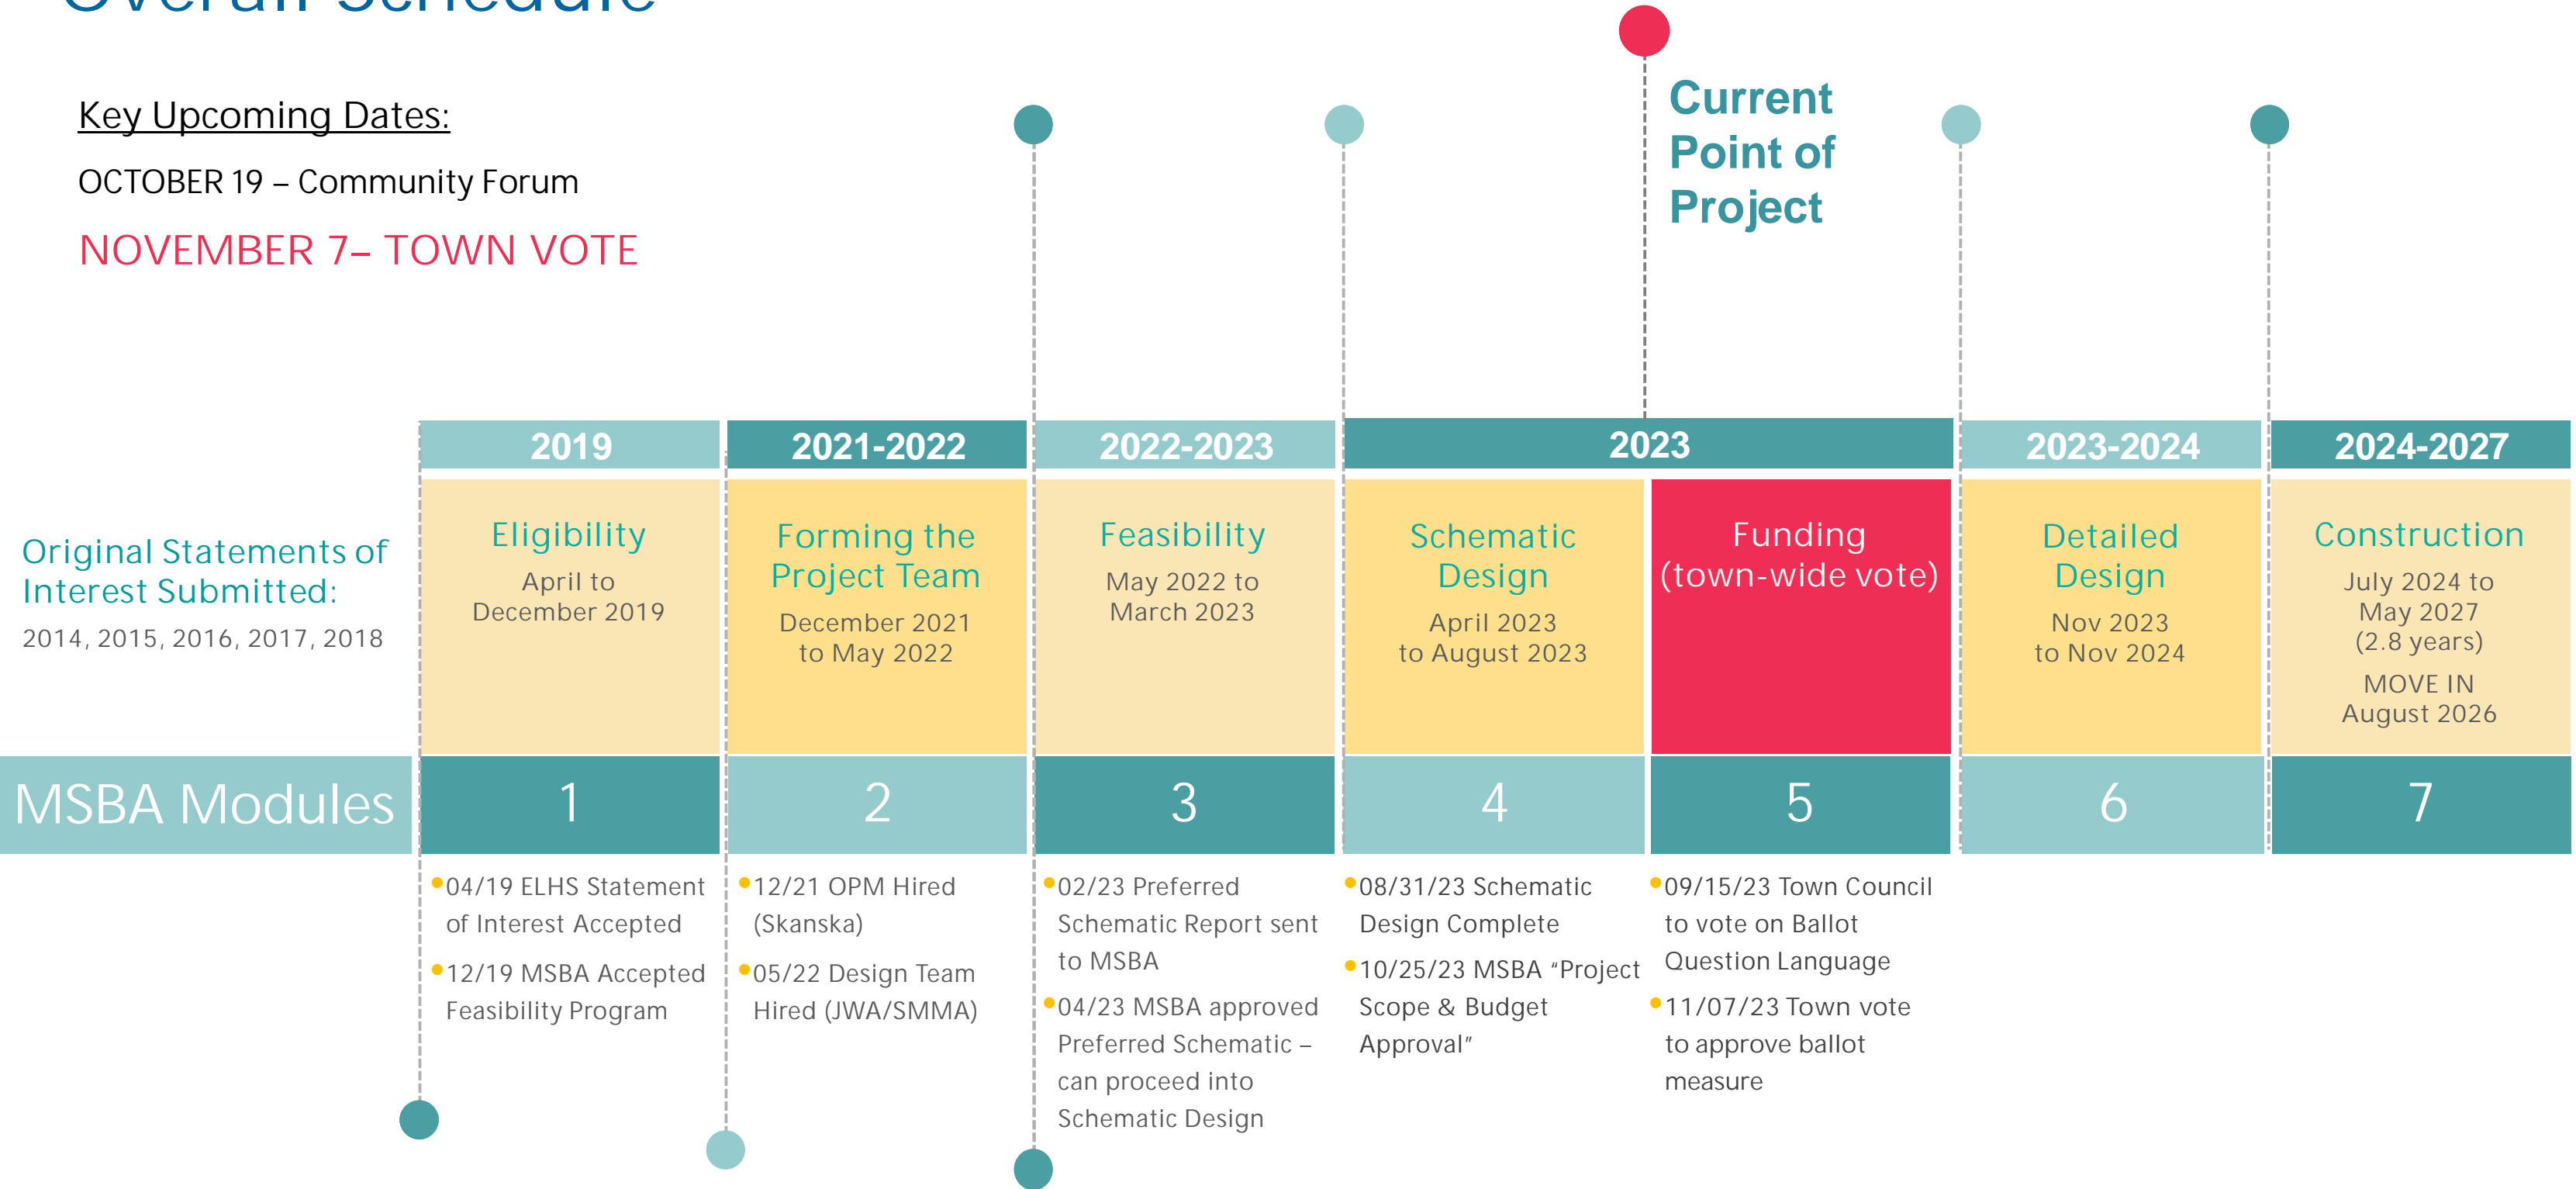 Overall Schedule
Key Upcoming Dates:
OCTOBER 19 – Community Forum
NOVEMBER 7– TOWN VOTE
Current
Point of
Project
2019
2021-2022
2022-2023
2023
2023-2024
2024-2027
Original Statements of
Interest Submitted:
2014, 2015, 2016, 2017, 2018
Eligibility
April to
December 2019
Forming the
Project Team
December 2021
to May 2022
Feasibility
May 2022 to
March 2023
Schematic
Design
April 2023
to August 2023
Funding
(town-wide vote)
Detailed
Design
Nov 2023
to Nov 2024
Construction
July 2024 to
May 2027
(2.8 years)
MOVE IN
August 2026
MSBA Modules
1
2
3
4
5
6
7
04/19 ELHS Statement
of Interest Accepted
12/19 MSBA Accepted
Feasibility Program
12/21 OPM Hired
(Skanska)
05/22 Design Team
Hired (JWA/SMMA)
02/23 Preferred
Schematic Report sent
to MSBA
04/23 MSBA approved
Preferred Schematic –
can proceed into
Schematic Design
08/31/23 Schematic
Design Complete
10/25/23 MSBA “Project
Scope & Budget
Approval”
09/15/23 Town Council
to vote on Ballot
Question Language
11/07/23 Town vote
to approve ballot
measure